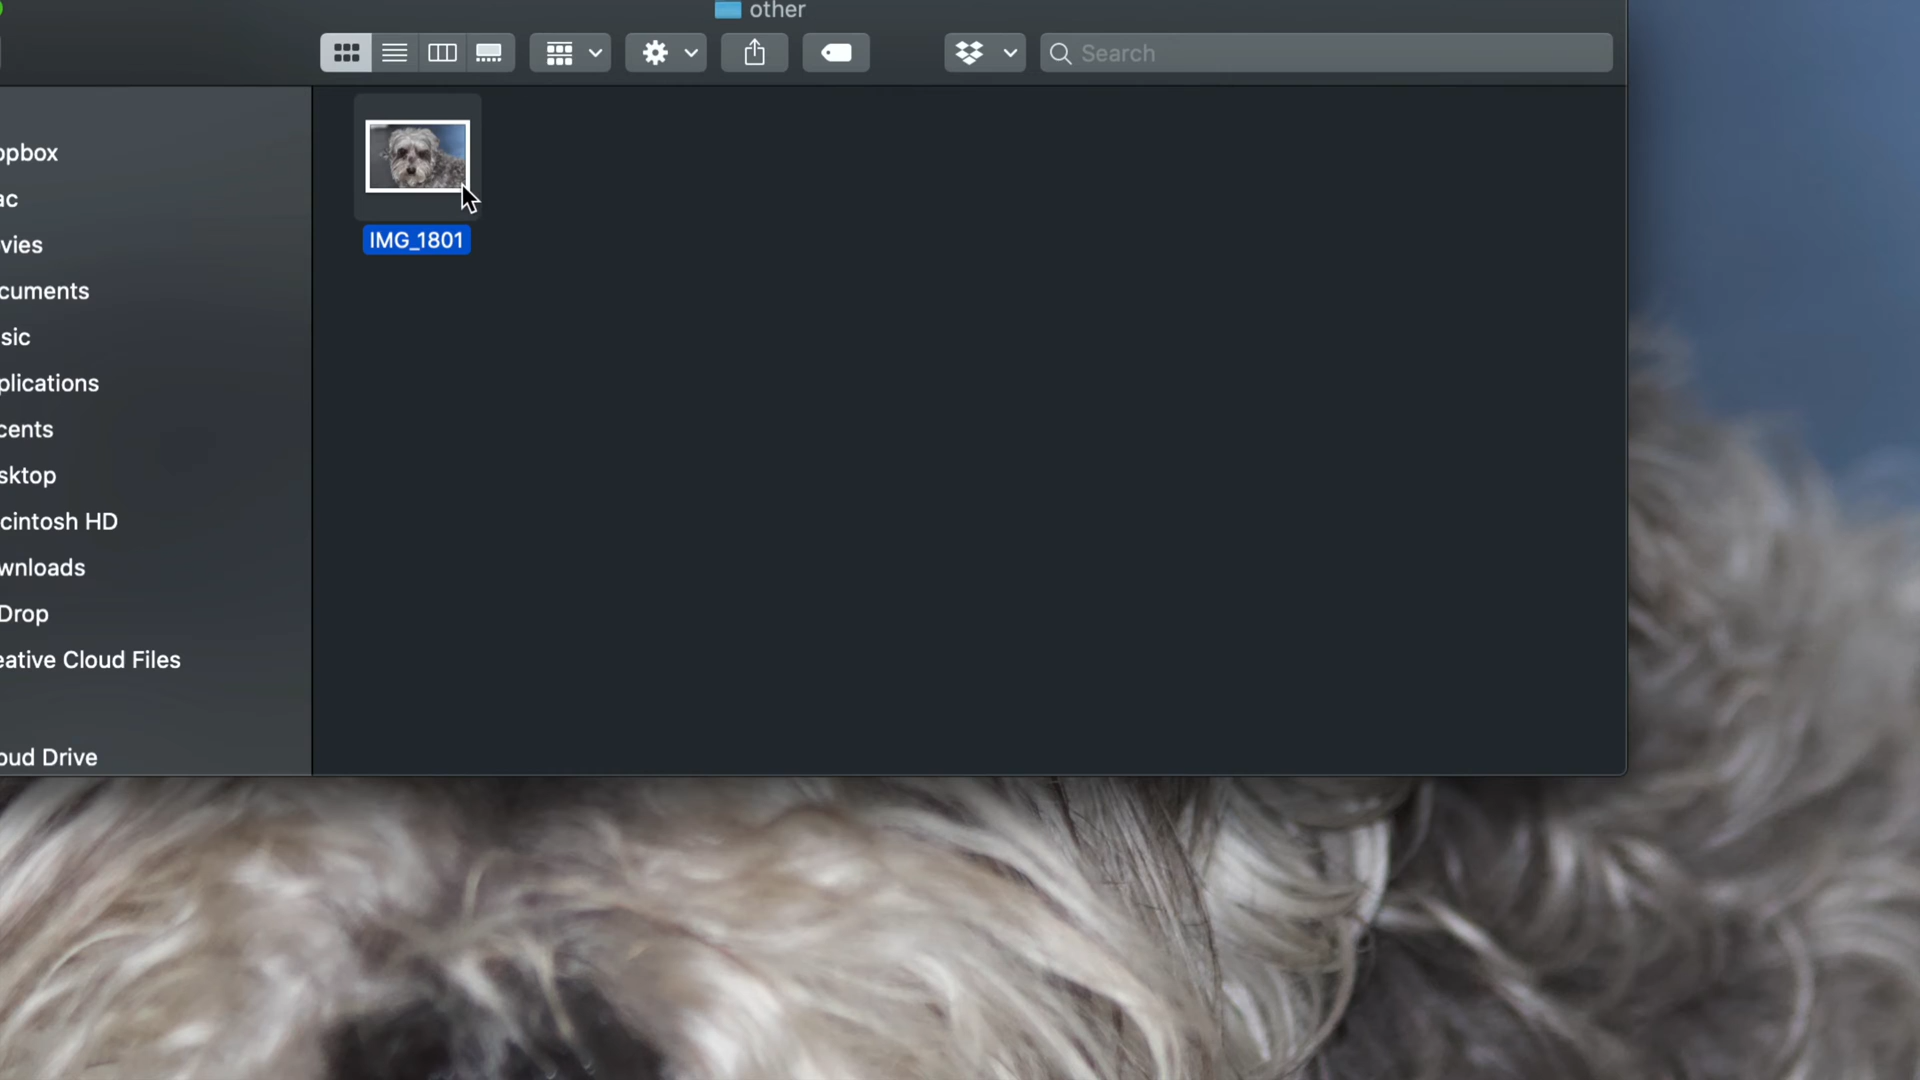 other
Search
opbox
ac
vies
cuments
sic
plications
cents
sktop
cintosh HD
wnloads
Drop
eative Cloud Files
oud Drive
IMG_1801